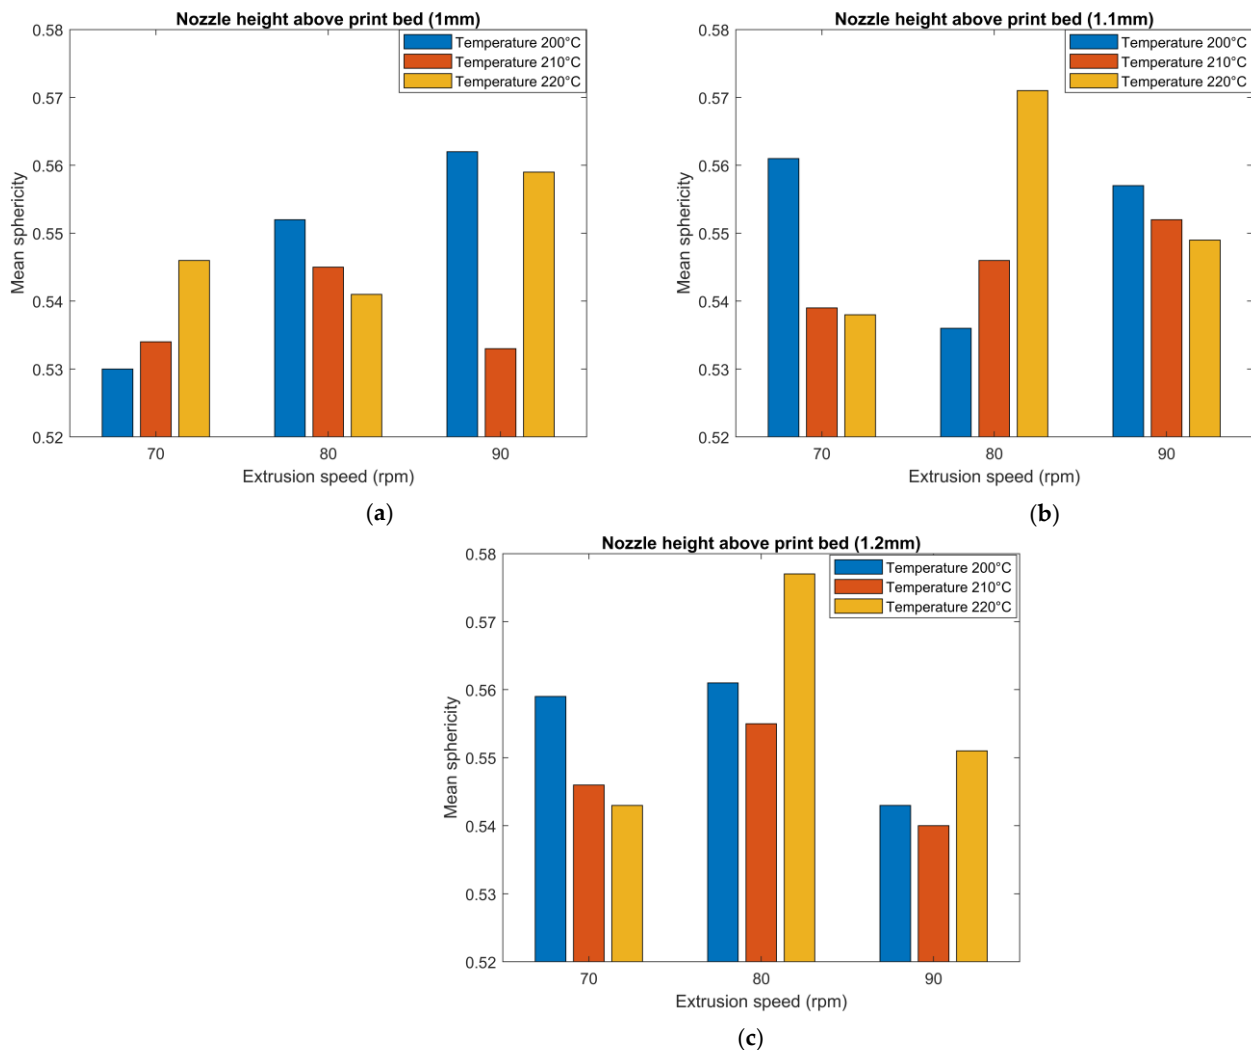 Nozzle height above print bed (1mm)
0.58
0.57
0.56
0.55
0.54
0.53
0.52
Mean sphericity
Temperature 200°C
Temperature 210°C
Temperature 220°C
70 80 90
Extrusion speed (rpm)
(a)
Nozzle height above print bed (1.1mm)
0.58
0.57
0.56
0.55
0.54
0.53
0.52
Mean sphericity
Temperature 200°C
Temperature 210°C
Temperature 220°C
70 80 90
Extrusion speed (rpm)
(b)
Nozzle height above print bed (1.2mm)
0.58
0.57
0.56
0.55
0.54
0.53
0.52
Mean sphericity
Temperature 200°C
Temperature 210°C
Temperature 220°C
70 80 90
Extrusion speed (rpm)
(c)